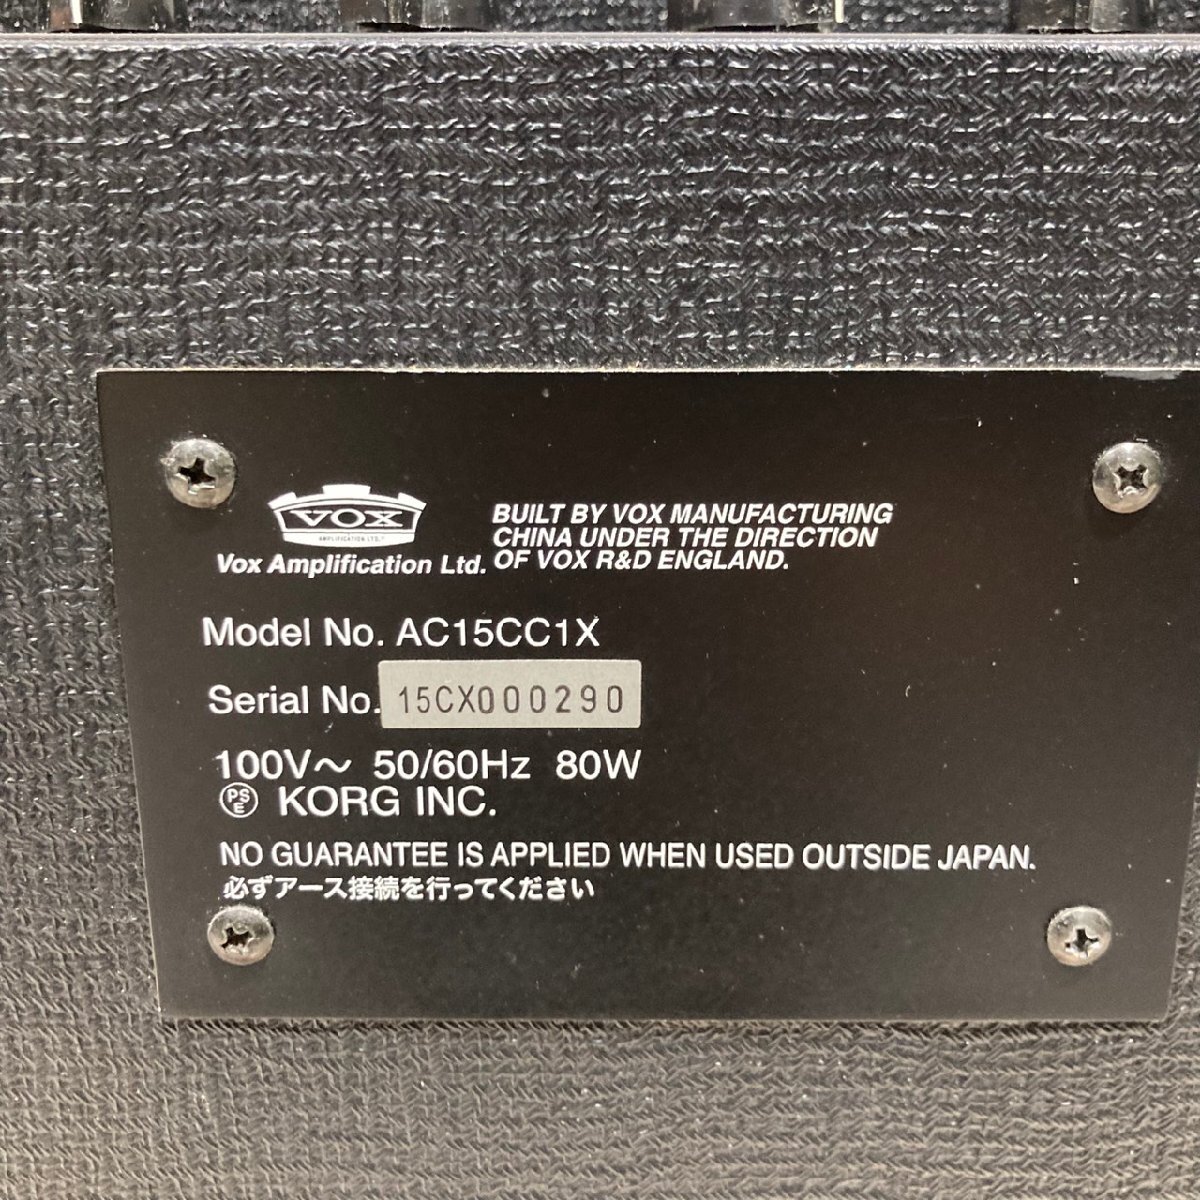 VOX
AMPLIFICATION LTD.
Vox Amplification Ltd.
BUILT BY VOX MANUFACTURING
CHINA UNDER THE DIRECTION
OF VOX R&D ENGLAND.
Model No. AC15CC1X
Serial No. 15CX000290
100V~ 50/60Hz 80W
PSE KORG INC.
NO GUARANTEE IS APPLIED WHEN USED OUTSIDE JAPAN.
必ずアース接続を行ってください